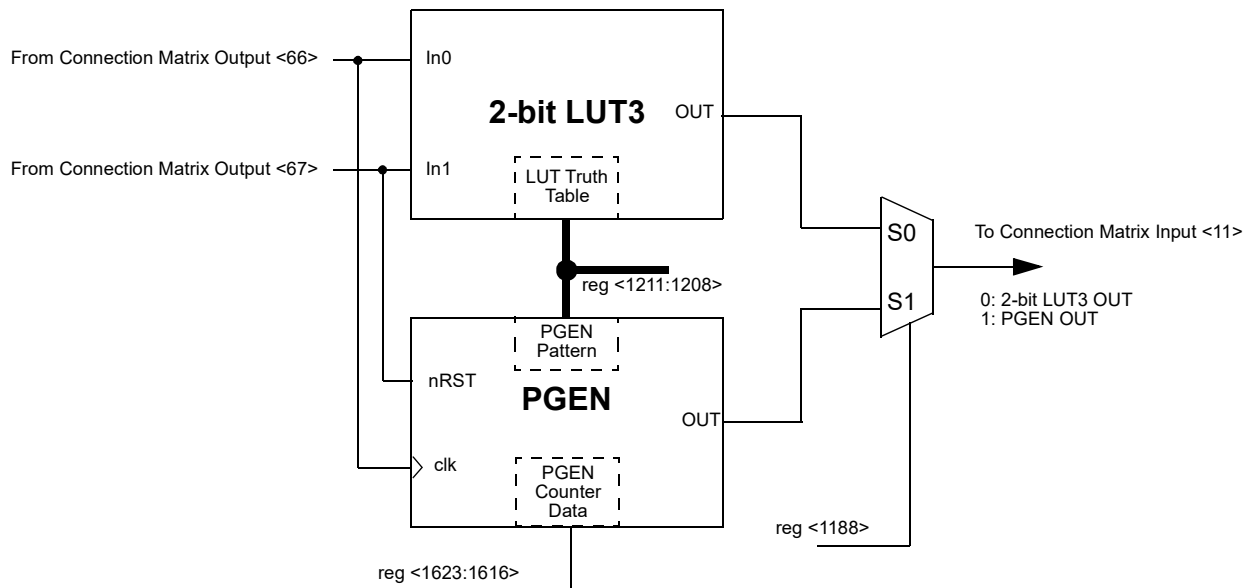 From Connection Matrix Output <66>
In0
2-bit LUT3
OUT
From Connection Matrix Output <67>
In1
LUT Truth
Table
S0
To Connection Matrix Input <11>
reg <1211:1208>
S1
0: 2-bit LUT3 OUT
1: PGEN OUT
PGEN
Pattern
nRST
PGEN
OUT
clk
PGEN
Counter
Data
reg <1188>
reg <1623:1616>